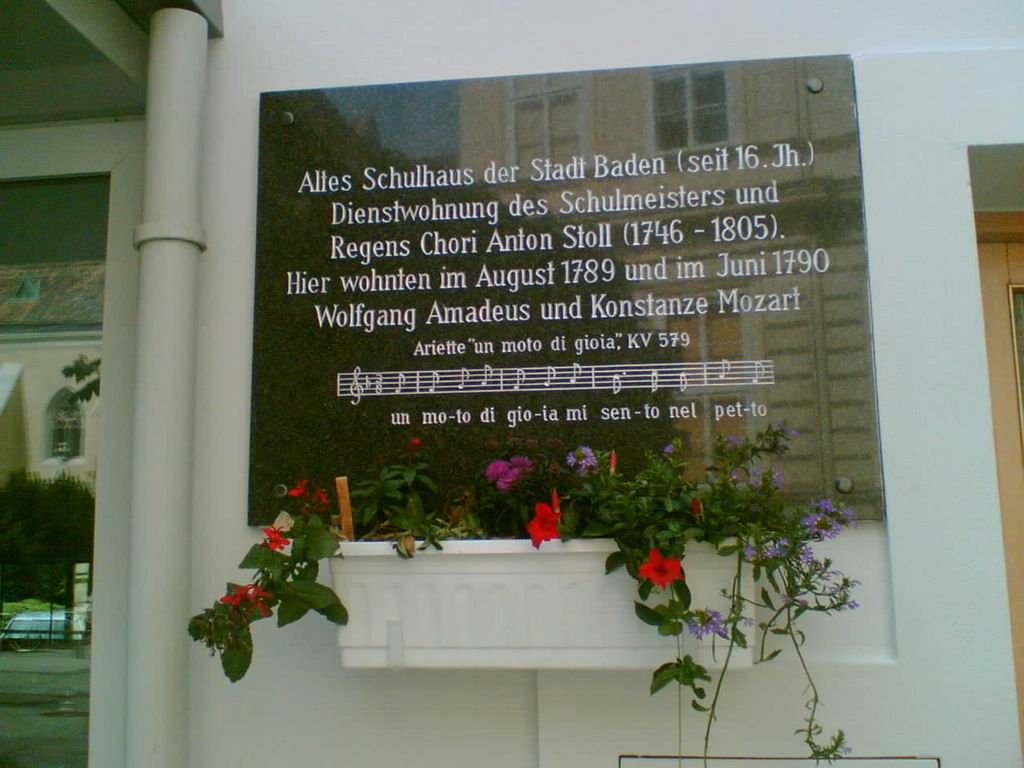 Altes Schulhaus der Stadt Baden (seit 16. Jh.)
Dienstwohnung des Schulmeisters und
Regens Chori Anton Stoll (1746 - 1805).
Hier wohnten im August 1789 und im Juni 1790
Wolfgang Amadeus und Konstanze Mozart
Ariette "un moto di gioia", KV 579
un mo-to di gio-ia mi sen-to nel pet-to